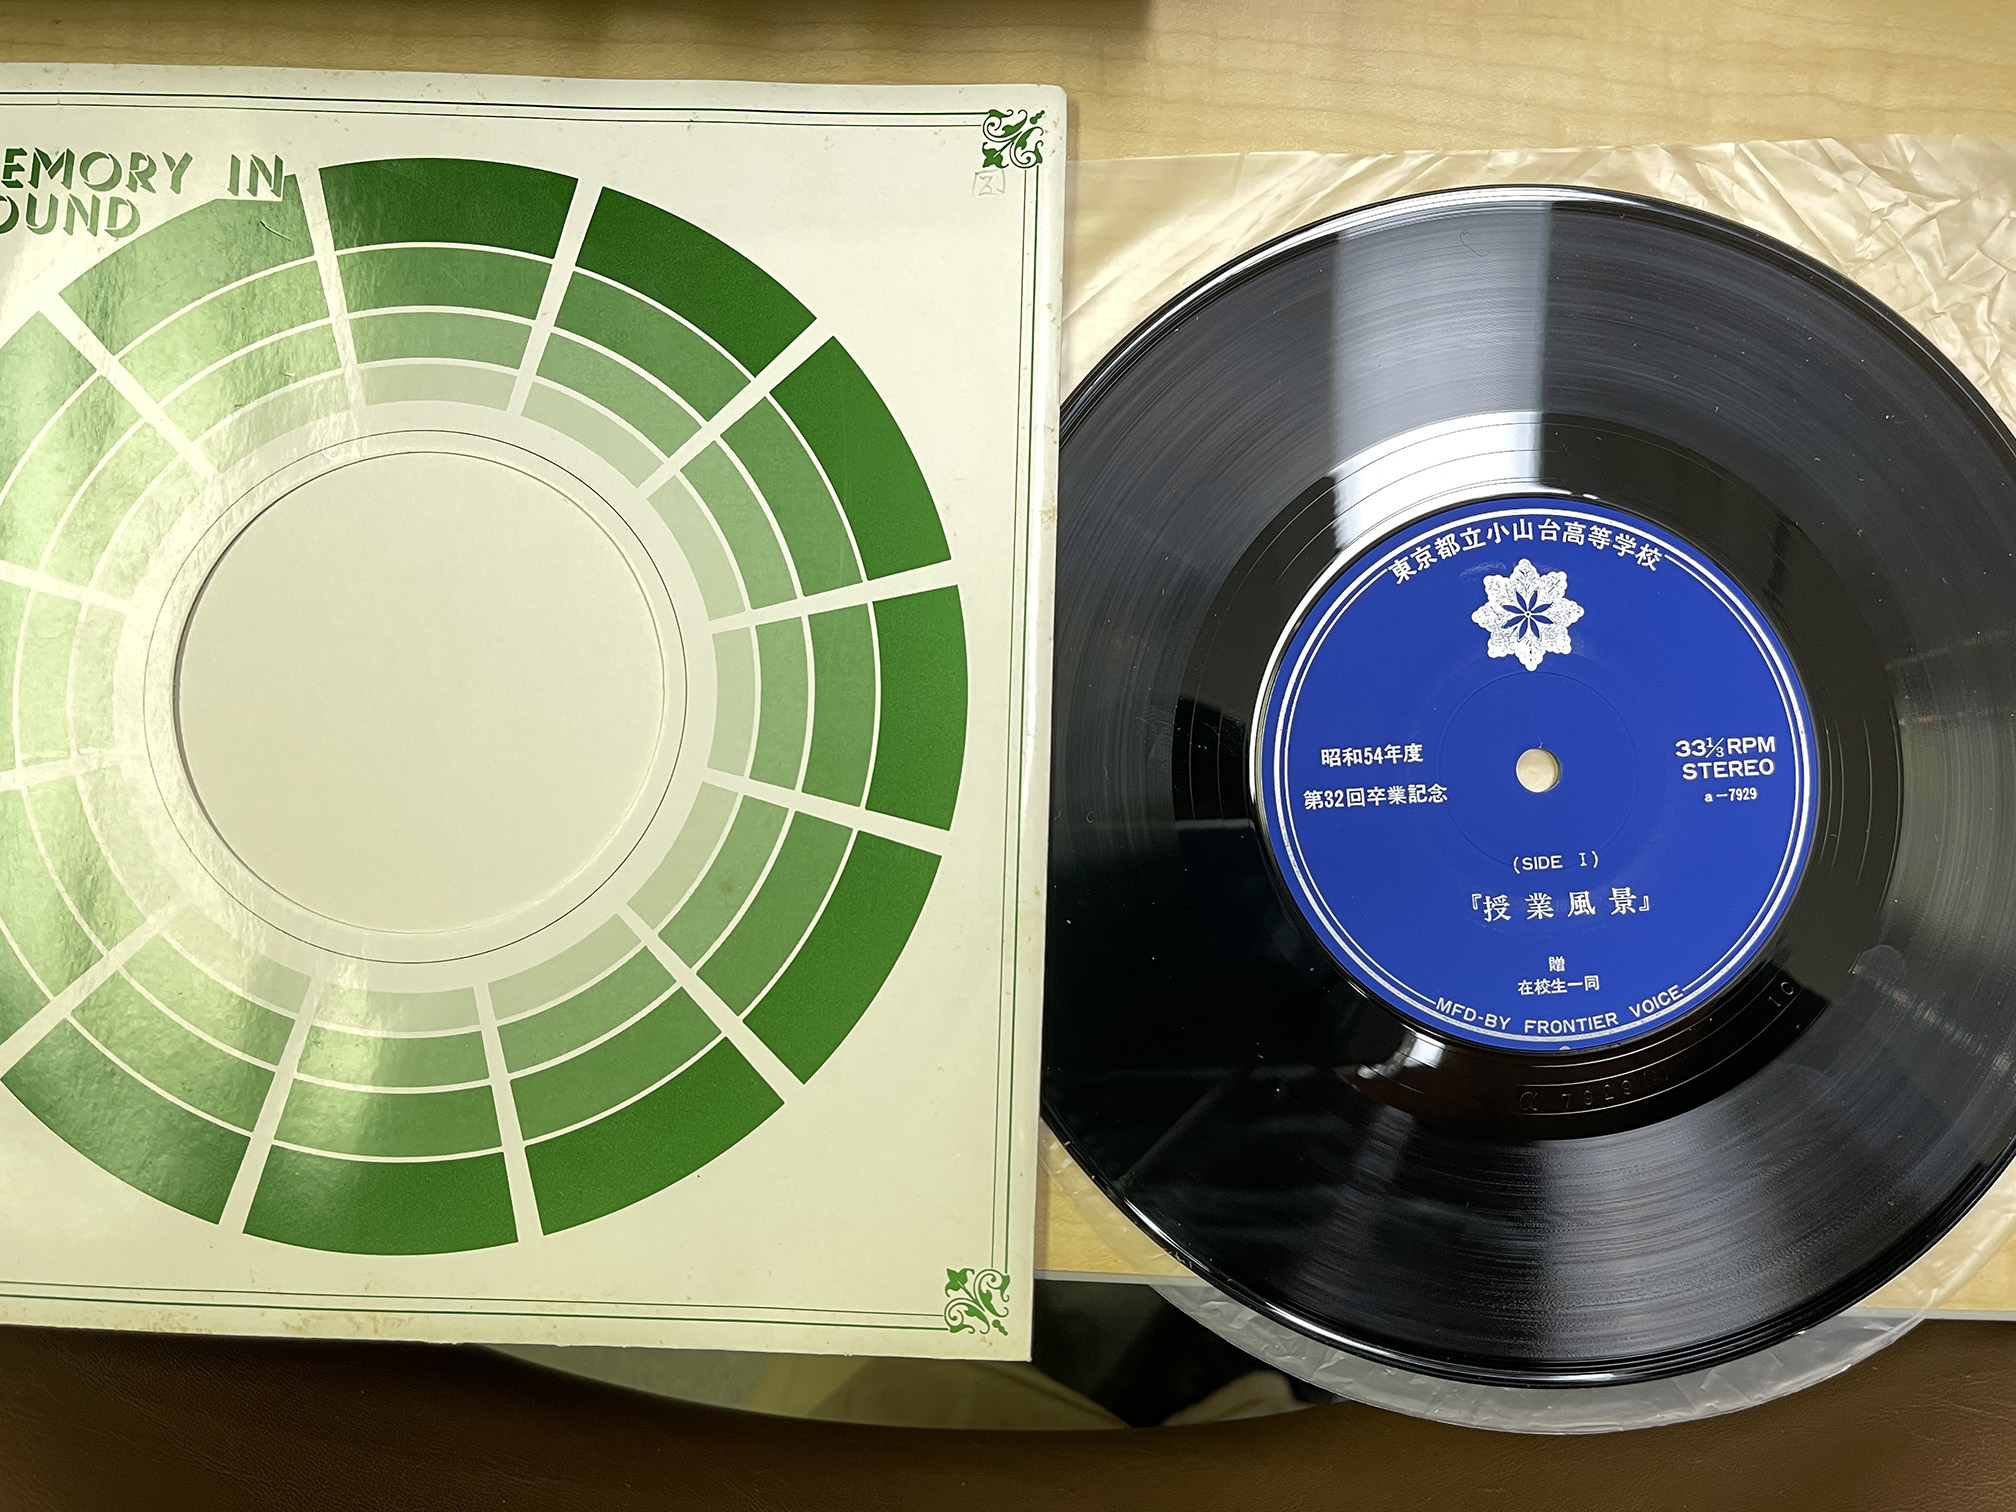 EMORY IN
OUND
東京都立小山台高等学校
昭和54年度
第32回卒業記念
33⅓RPM
STEREO
a-7929
(SIDE I)
『授業風景』
贈
在校生一同
MFD-BY FRONTIER VOICE
1C
α 7929